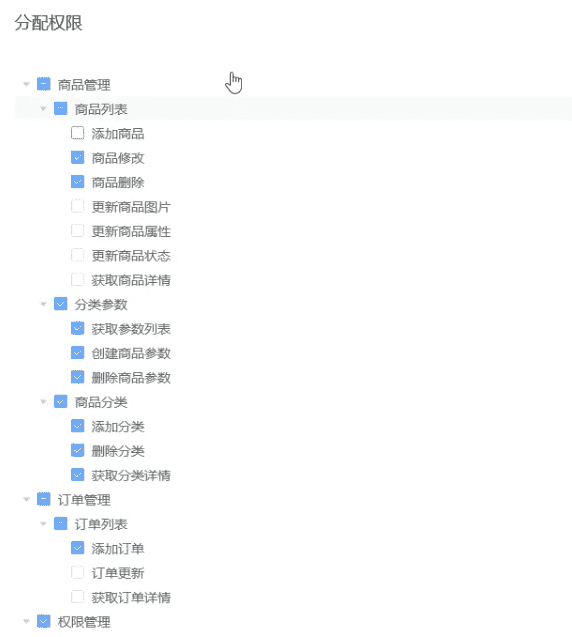 分配权限
商品管理
商品列表
添加商品
商品修改
商品删除
更新商品图片
更新商品属性
更新商品状态
获取商品详情
分类参数
获取参数列表
创建商品参数
删除商品参数
商品分类
添加分类
删除分类
获取分类详情
订单管理
订单列表
添加订单
订单更新
获取订单详情
权限管理